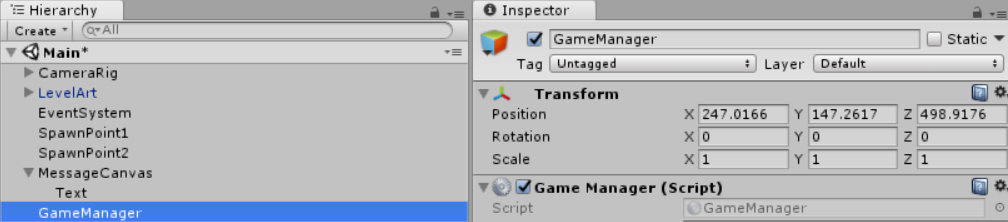 Hierarchy
Create
All
Main*
CameraRig
LevelArt
EventSystem
SpawnPoint1
SpawnPoint2
MessageCanvas
Text
GameManager
Inspector
GameManager Static
Tag Untagged Layer Default
Transform
Position X 247.0166 Y 147.2617 Z 498.9176
Rotation X 0 Y 0 Z 0
Scale X 1 Y 1 Z 1
Game Manager (Script)
Script GameManager